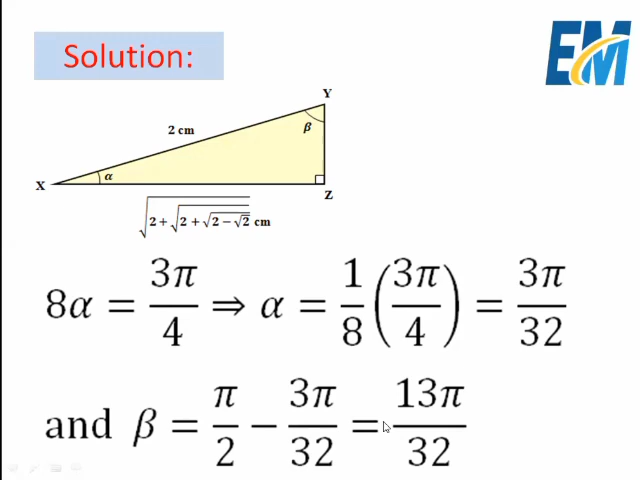 Solution:
EM
Y
2 cm
β
X
α
Z
√(2 + √(2 + √(2 − √2))) cm
8α = 3π/4 ⇒ α = 1/8 (3π/4) = 3π/32
and β = π/2 − 3π/32 = 13π/32